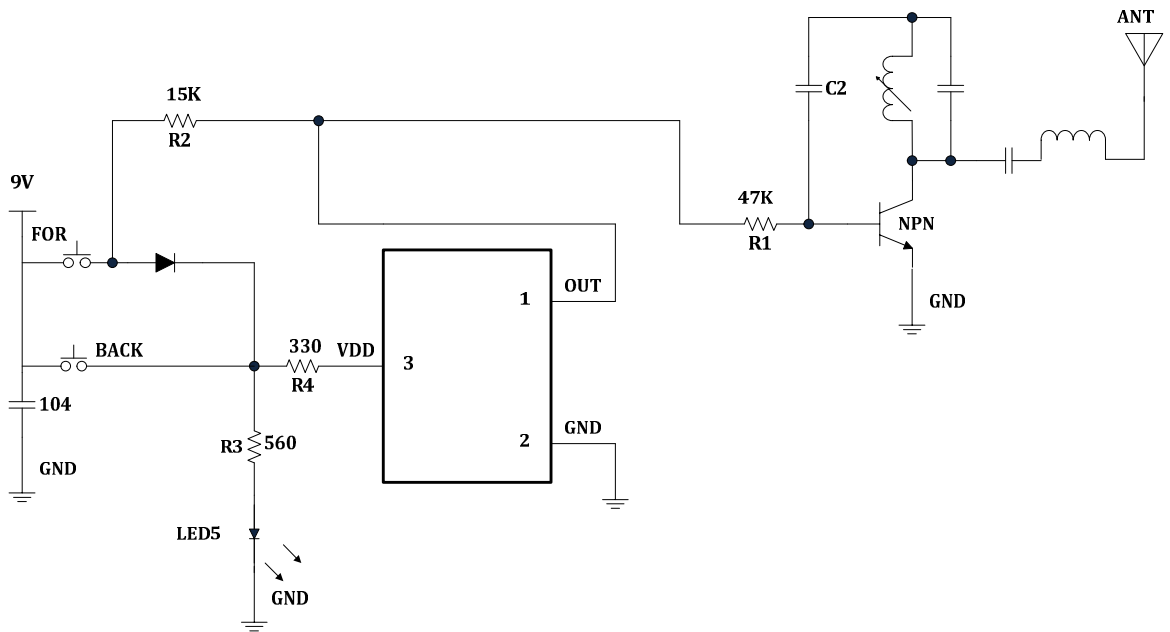 ANT
15K
R2
C2
9V
FOR
47K
R1
NPN
1
OUT
GND
BACK
330
R4
VDD
3
104
R3
560
2
GND
GND
LED5
GND